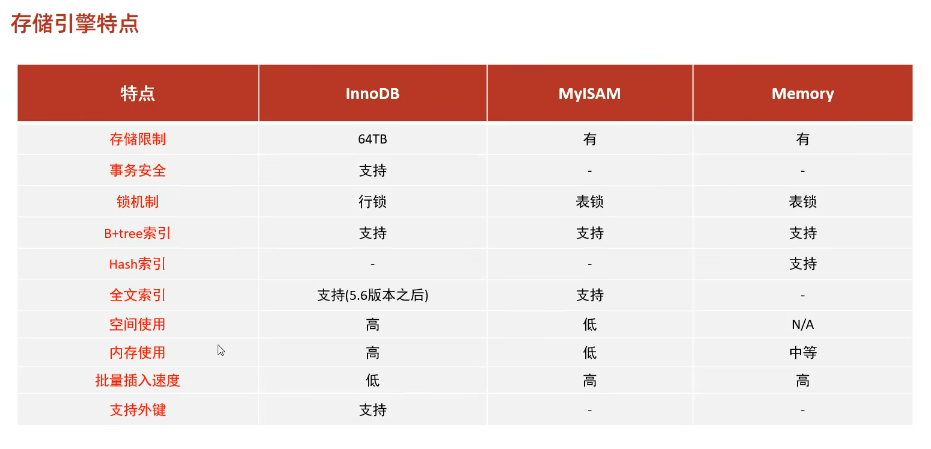 存储引擎特点
特点 InnoDB MyISAM Memory
存储限制 64TB 有 有
事务安全 支持 - -
锁机制 行锁 表锁 表锁
B+tree索引 支持 支持 支持
Hash索引 - - 支持
全文索引 支持(5.6版本之后) 支持 -
空间使用 高 低 N/A
内存使用 高 低 中等
批量插入速度 低 高 高
支持外键 支持 - -